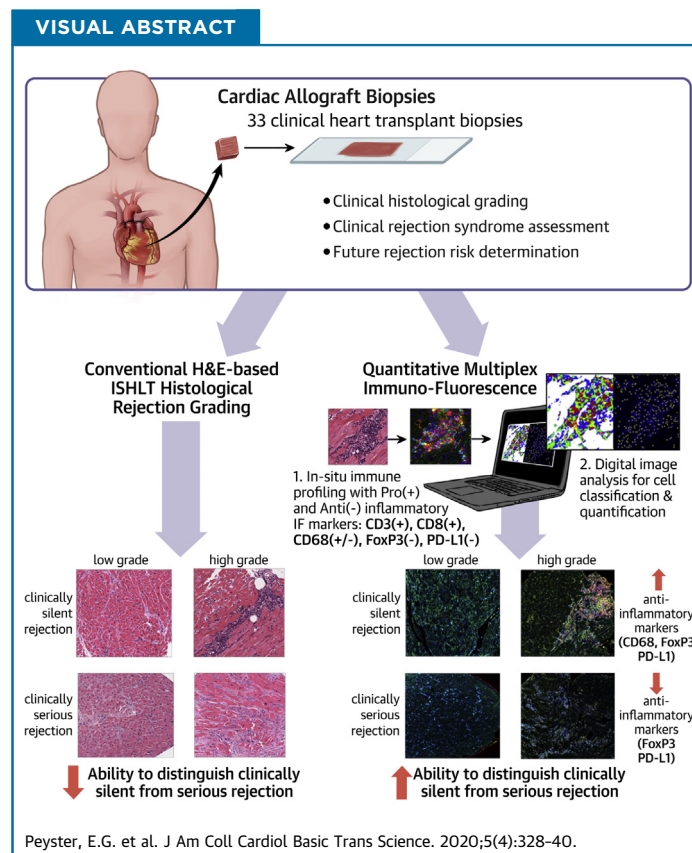 VISUAL ABSTRACT
Cardiac Allograft Biopsies
33 clinical heart transplant biopsies
• Clinical histological grading
• Clinical rejection syndrome assessment
• Future rejection risk determination
Conventional H&E-based
ISHLT Histological
Rejection Grading
low grade high grade
clinically
silent
rejection
clinically
serious
rejection
Ability to distinguish clinically
silent from serious rejection
Quantitative Multiplex
Immuno-Fluorescence
1. In-situ immune
profiling with Pro(+)
and Anti(-) inflammatory
IF markers: CD3(+), CD8(+),
CD68(+/-), FoxP3(-), PD-L1(-)
2. Digital image
analysis for cell
classification &
quantification
low grade high grade
clinically
silent
rejection
anti-
inflammatory
markers
(CD68, FoxP3
PD-L1)
clinically
serious
rejection
anti-
inflammatory
markers
(FoxP3
PD-L1)
Ability to distinguish clinically
silent from serious rejection
Peyster, E.G. et al. J Am Coll Cardiol Basic Trans Science. 2020;5(4):328-40.